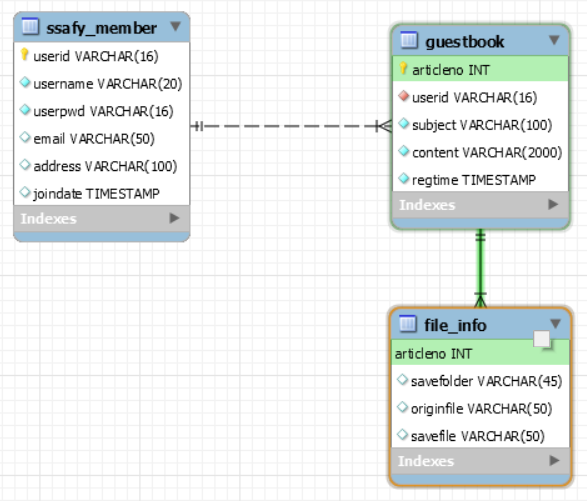 ssafy_member
userid VARCHAR(16)
username VARCHAR(20)
userpwd VARCHAR(16)
email VARCHAR(50)
address VARCHAR(100)
joindate TIMESTAMP
Indexes
guestbook
articleno INT
userid VARCHAR(16)
subject VARCHAR(100)
content VARCHAR(2000)
regtime TIMESTAMP
Indexes
file_info
articleno INT
savefolder VARCHAR(45)
originfile VARCHAR(50)
savefile VARCHAR(50)
Indexes